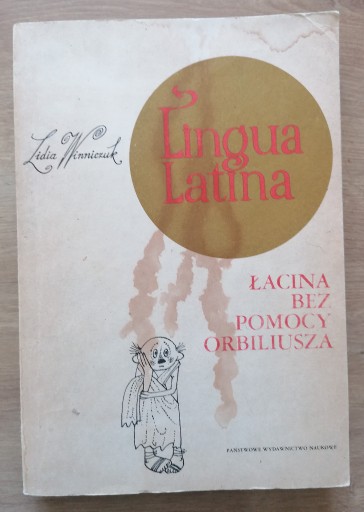 Lidia Winniczuk
Lingua
Latina
ŁACINA
BEZ
POMOCY
ORBILIUSZA
PAŃSTWOWE WYDAWNICTWO NAUKOWE